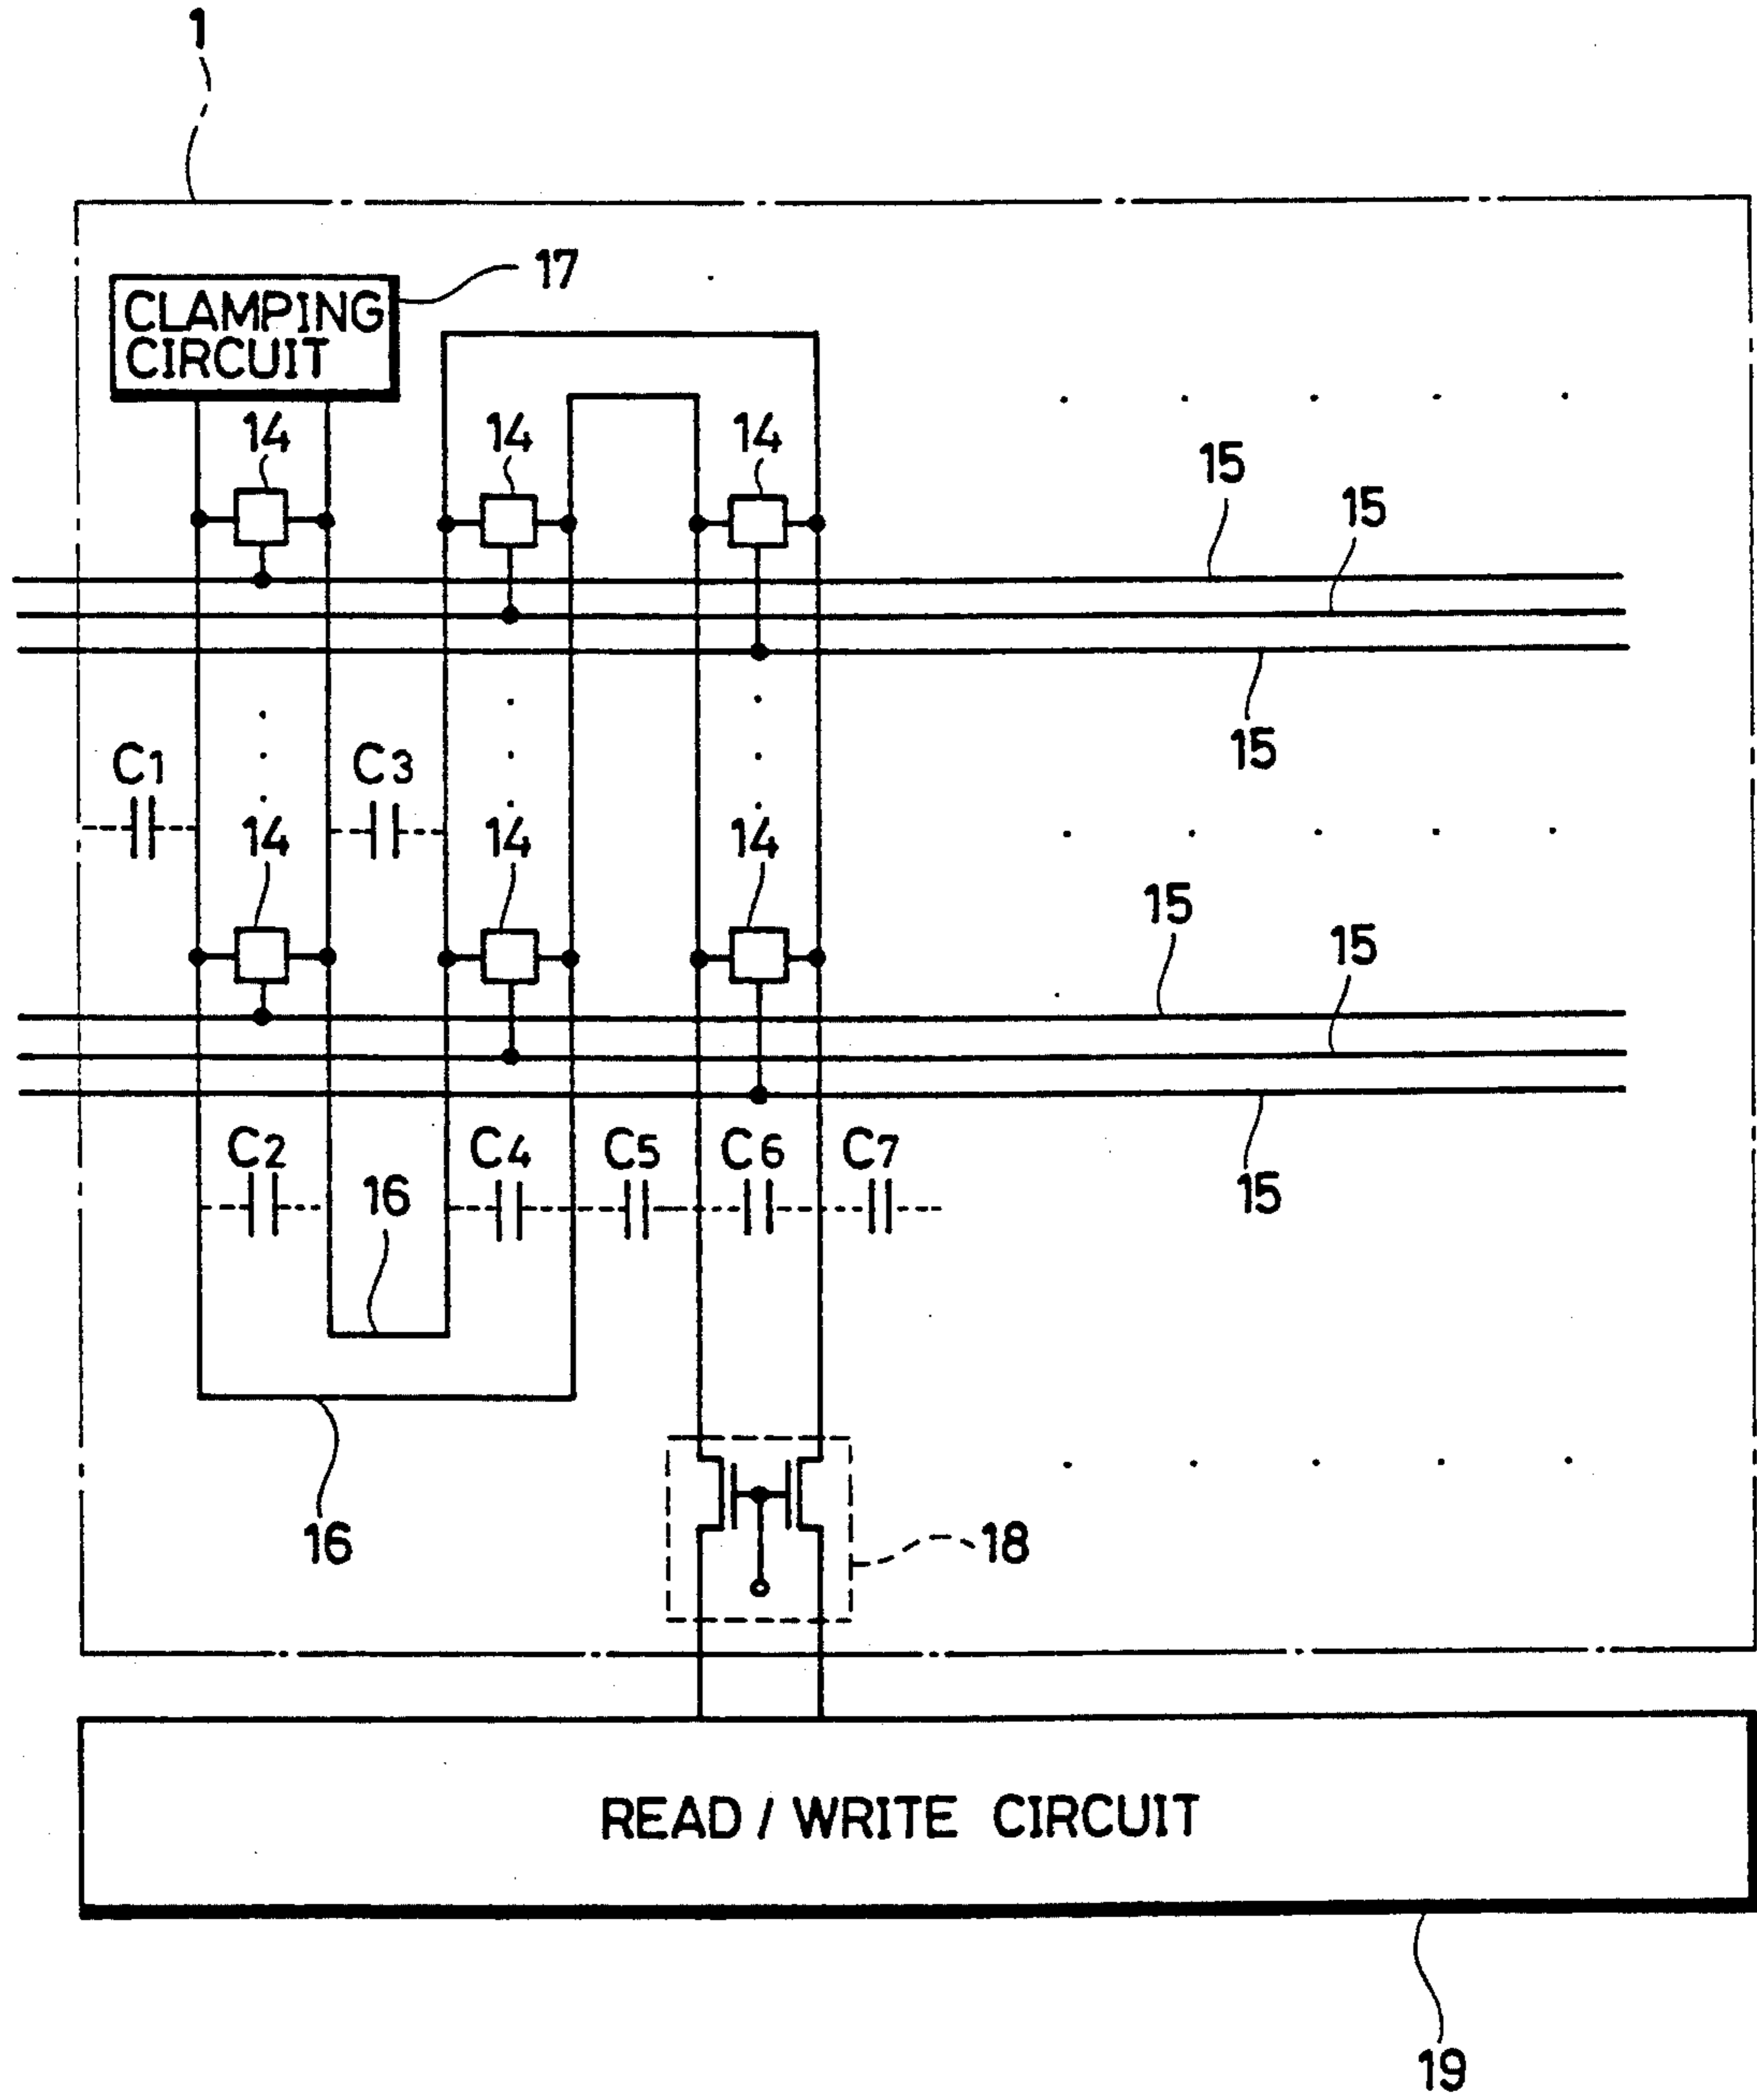 1
17
CLAMPING
CIRCUIT
14 14 14
15
15
15
C1 C3
14 14 14
15
15
15
C2 C4 C5 C6 C7
16
16
18
READ / WRITE CIRCUIT
19